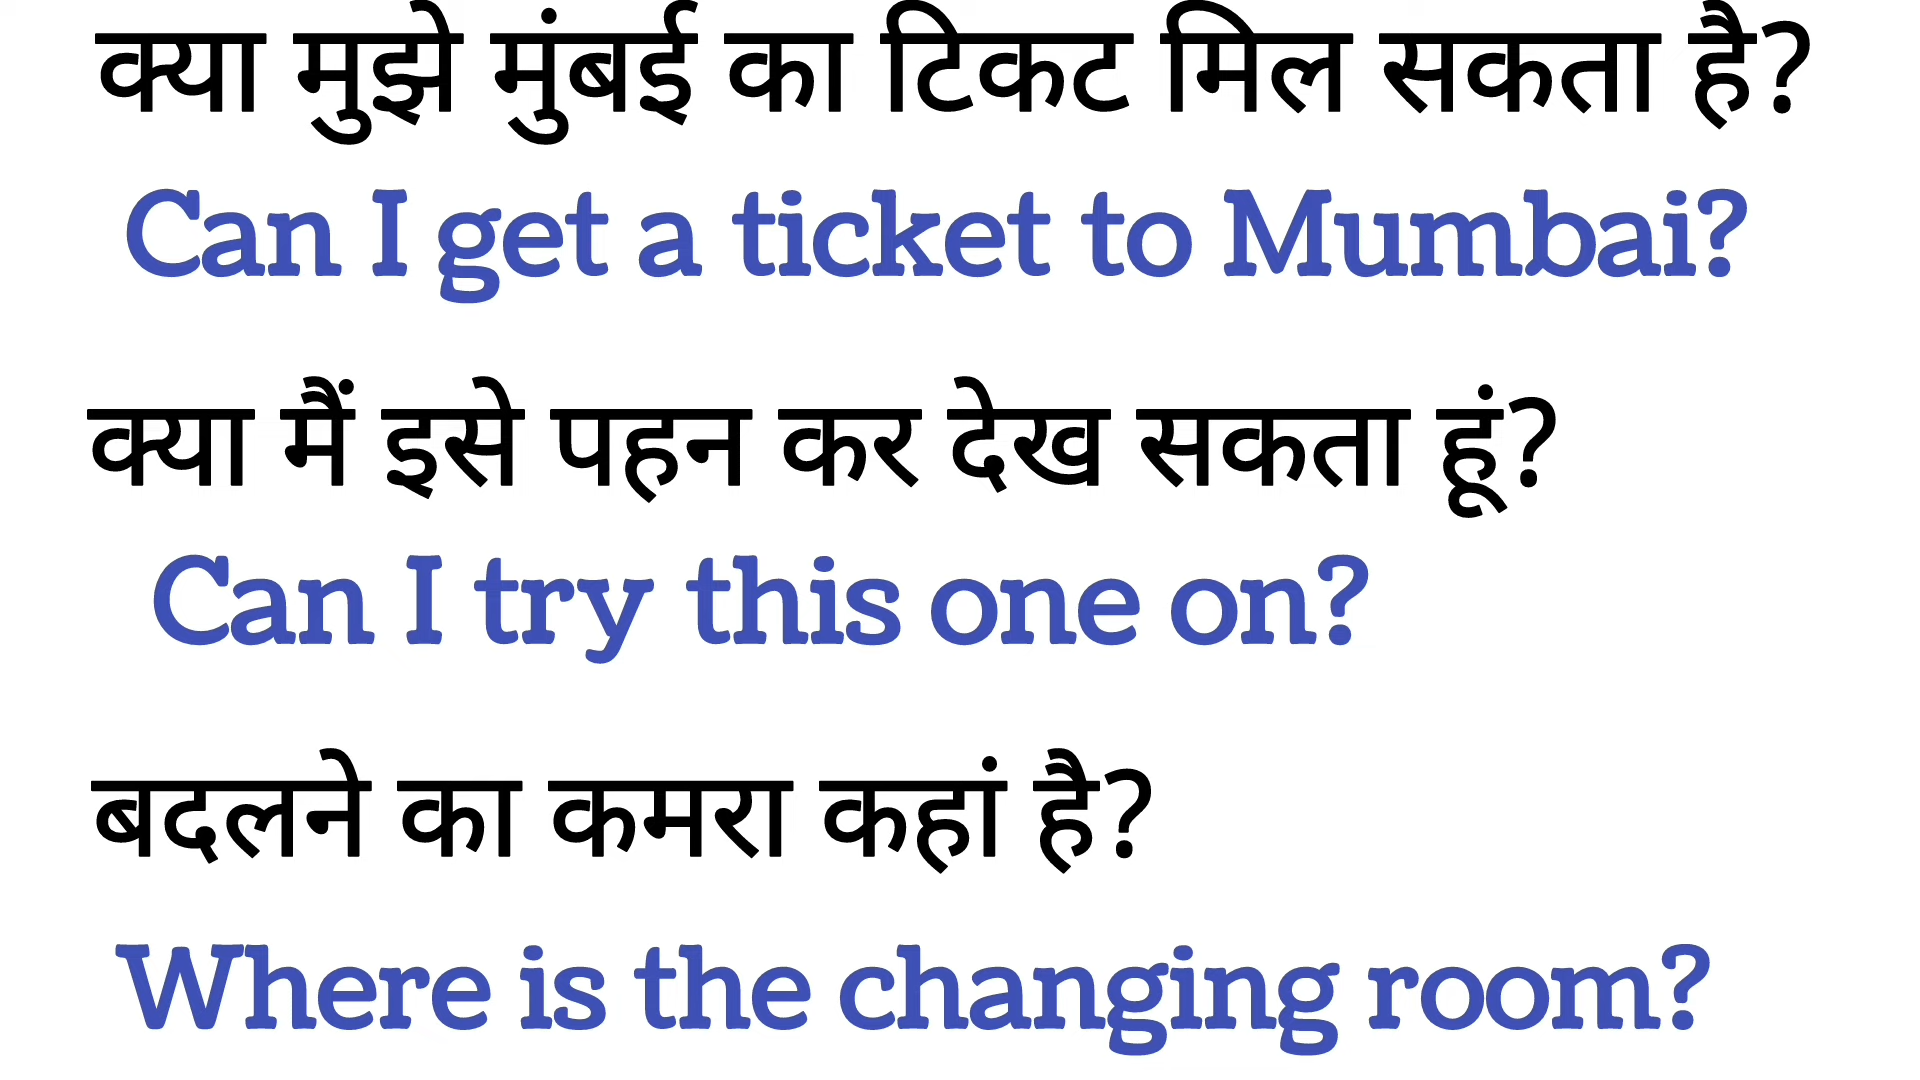 क्या मुझे मुंबई का टिकट मिल सकता है?
Can I get a ticket to Mumbai?
क्या मैं इसे पहन कर देख सकता हूं?
Can I try this one on?
बदलने का कमरा कहां है?
Where is the changing room?